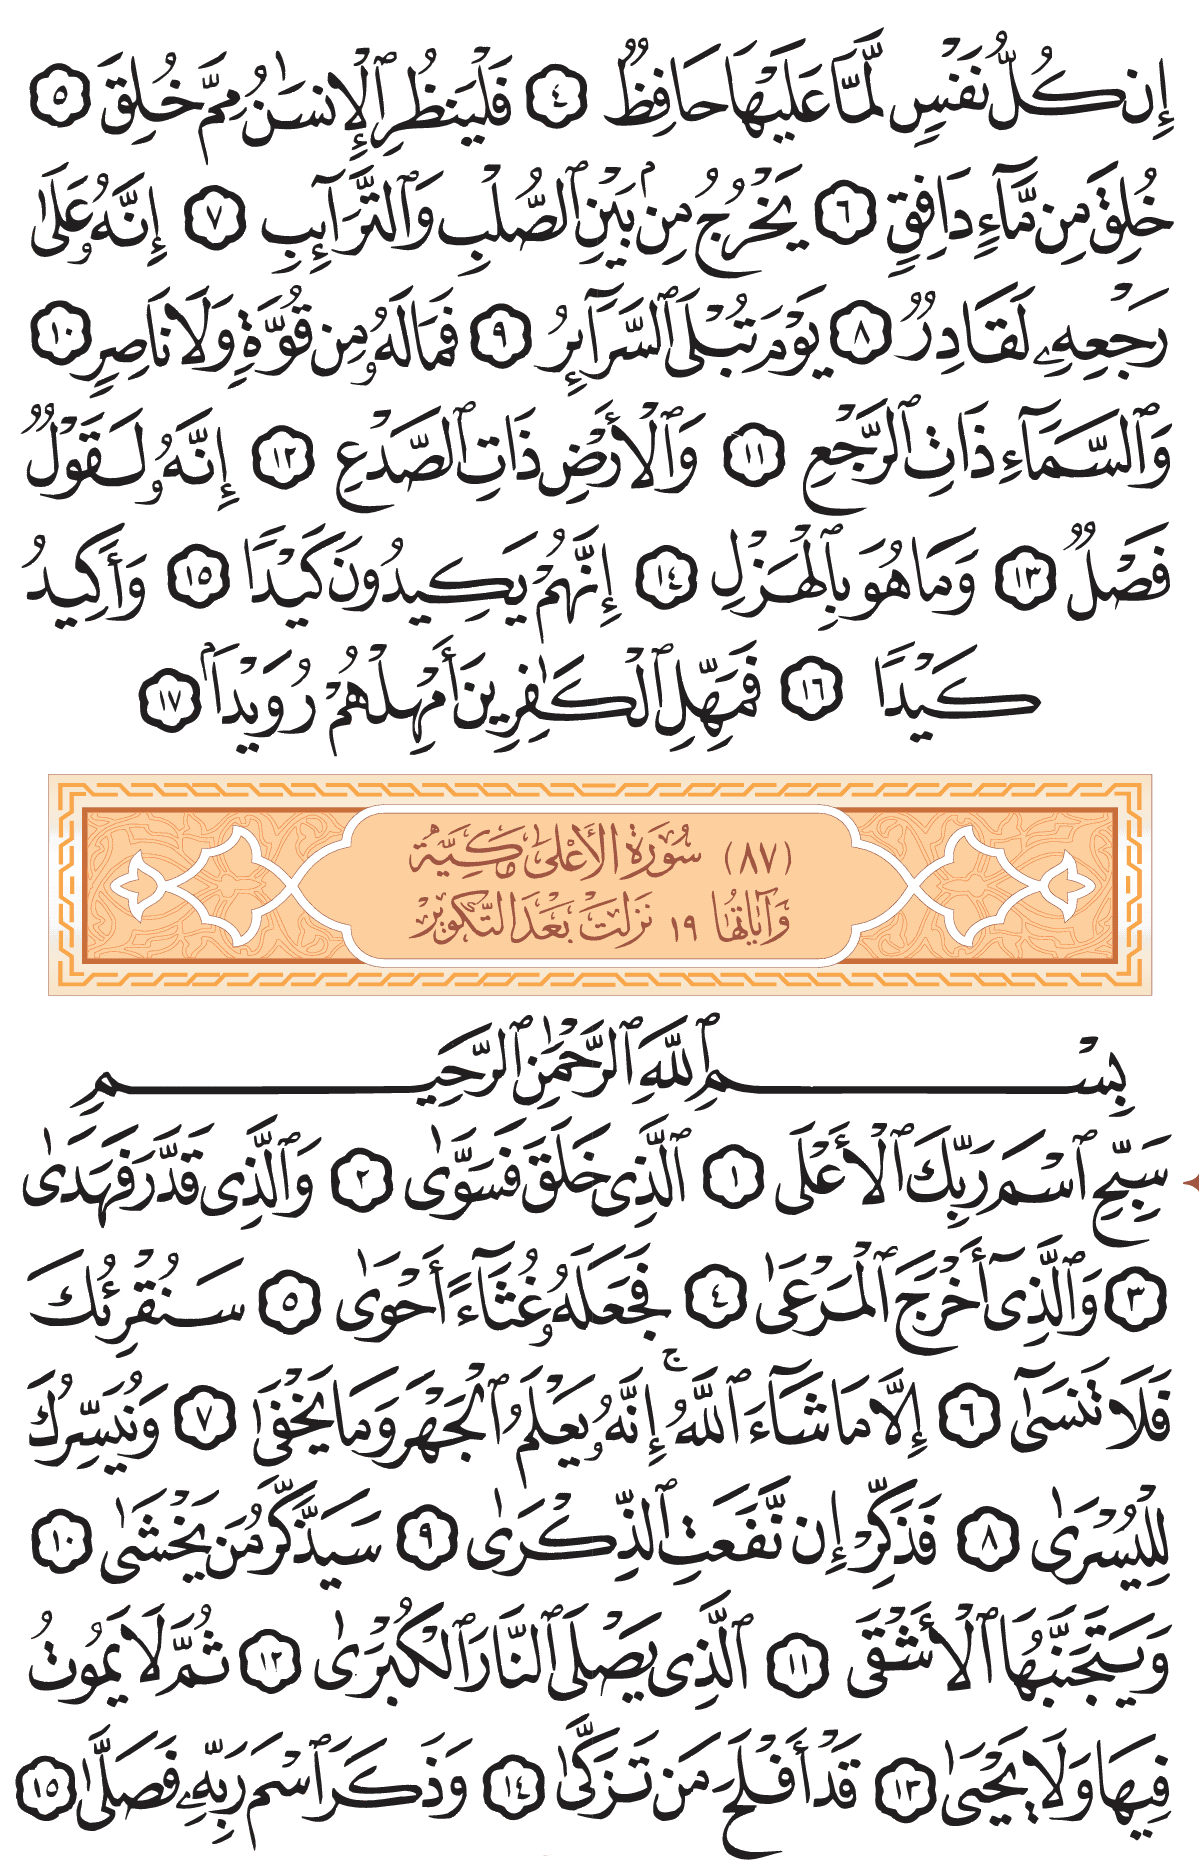 إِن كُلُّ نَفْسٍ لَّمَّا عَلَيْهَا حَافِظٌ ٤ فَلْيَنظُرِ ٱلْإِنسَٰنُ مِمَّ خُلِقَ ٥
خُلِقَ مِن مَّآءٍ دَافِقٍ ٦ يَخْرُجُ مِنۢ بَيْنِ ٱلصُّلْبِ وَٱلتَّرَآئِبِ ٧ إِنَّهُۥ عَلَىٰ
رَجْعِهِۦ لَقَادِرٌ ٨ يَوْمَ تُبْلَى ٱلسَّرَآئِرُ ٩ فَمَا لَهُۥ مِن قُوَّةٍ وَلَا نَاصِرٍ ١٠
وَٱلسَّمَآءِ ذَاتِ ٱلرَّجْعِ ١١ وَٱلْأَرْضِ ذَاتِ ٱلصَّدْعِ ١٢ إِنَّهُۥ لَقَوْلٌ
فَصْلٌ ١٣ وَمَا هُوَ بِٱلْهَزْلِ ١٤ إِنَّهُمْ يَكِيدُونَ كَيْدًا ١٥ وَأَكِيدُ
كَيْدًا ١٦ فَمَهِّلِ ٱلْكَٰفِرِينَ أَمْهِلْهُمْ رُوَيْدًۢا ١٧
(٨٧) سُورَة الأَعْلى مَكِيَّة
وَآيَاتُهَا ١٩ نَزَلَتْ بَعْدَ التَّكْوِير
بِسْمِ ٱللَّهِ ٱلرَّحْمَٰنِ ٱلرَّحِيمِ
سَبِّحِ ٱسْمَ رَبِّكَ ٱلْأَعْلَى ١ ٱلَّذِى خَلَقَ فَسَوَّىٰ ٢ وَٱلَّذِى قَدَّرَ فَهَدَىٰ
٣ وَٱلَّذِىٓ أَخْرَجَ ٱلْمَرْعَىٰ ٤ فَجَعَلَهُۥ غُثَآءً أَحْوَىٰ ٥ سَنُقْرِئُكَ
فَلَا تَنسَىٰٓ ٦ إِلَّا مَا شَآءَ ٱللَّهُ ۚ إِنَّهُۥ يَعْلَمُ ٱلْجَهْرَ وَمَا يَخْفَىٰ ٧ وَنُيَسِّرُكَ
لِلْيُسْرَىٰ ٨ فَذَكِّرْ إِن نَّفَعَتِ ٱلذِّكْرَىٰ ٩ سَيَذَّكَّرُ مَن يَخْشَىٰ ١٠
وَيَتَجَنَّبُهَا ٱلْأَشْقَى ١١ ٱلَّذِى يَصْلَى ٱلنَّارَ ٱلْكُبْرَىٰ ١٢ ثُمَّ لَا يَمُوتُ
فِيهَا وَلَا يَحْيَىٰ ١٣ قَدْ أَفْلَحَ مَن تَزَكَّىٰ ١٤ وَذَكَرَ ٱسْمَ رَبِّهِۦ فَصَلَّىٰ ١٥